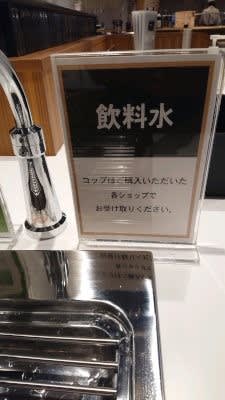 飲料水
コップはご購入いただいた
各ショップで
お受け取りください。